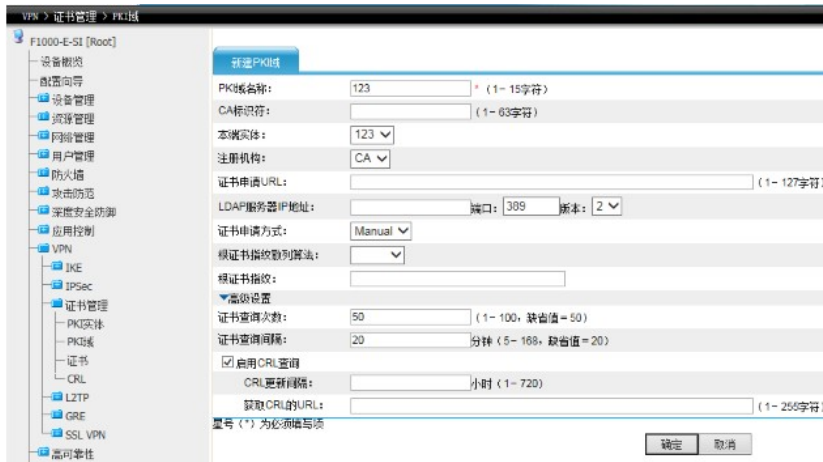 VPN > 证书管理 > PKI域
F1000-E-SI [Root]
设备概览
配置向导
设备管理
资源管理
网络管理
用户管理
防火墙
攻击防范
深度安全防御
应用控制
VPN
IKE
IPSec
证书管理
PKI实体
PKI域
证书
CRL
L2TP
GRE
SSL VPN
高可靠性
新建PKI域
PKI域名称: 123 * (1- 15字符)
CA标识符: (1- 63字符)
本端实体: 123
注册机构: CA
证书申请URL: (1- 127字符)
LDAP服务器IP地址: 端口: 389 版本: 2
证书申请方式: Manual
根证书指纹散列算法:
根证书指纹:
高级设置
证书查询次数: 50 (1- 100, 缺省值=50)
证书查询间隔: 20 分钟 (5- 168, 缺省值=20)
启用CRL查询
CRL更新间隔: 小时 (1- 720)
获取CRL的URL: (1- 255字符)
星号 (*) 为必须填写项
确定 取消